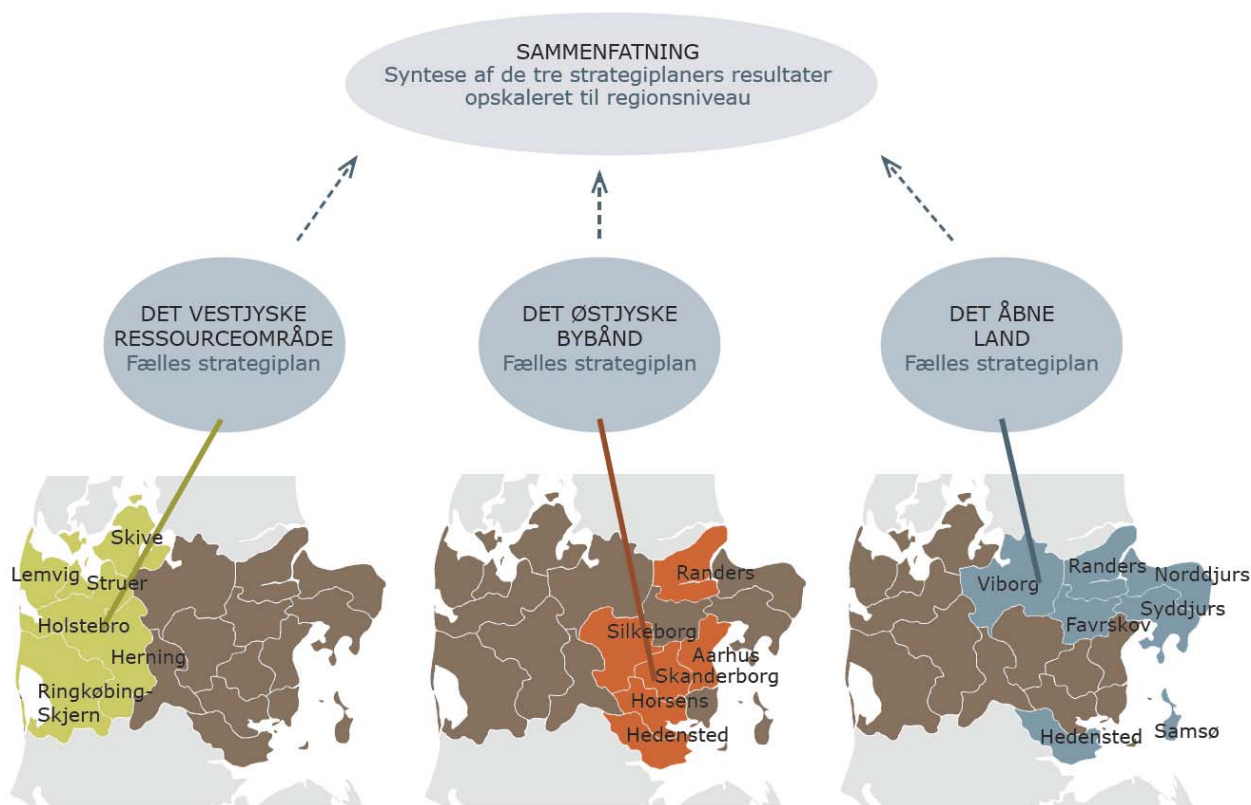 SAMMENFATNING
Syntese af de tre strategiplaners resultater
opskaleret til regionsniveau
DET VESTJYSKE
RESSOURCEOMRÅDE
Fælles strategiplan
DET ØSTJYSKE
BYBÅND
Fælles strategiplan
DET ÅBNE
LAND
Fælles strategiplan
Skive
Lemvig
Struer
Holstebro
Herning
Ringkøbing-
Skjern
Randers
Silkeborg
Aarhus
Skanderborg
Horsens
Hedensted
Viborg
Randers
Norddjurs
Syddjurs
Favrskov
Hedensted
Samsø